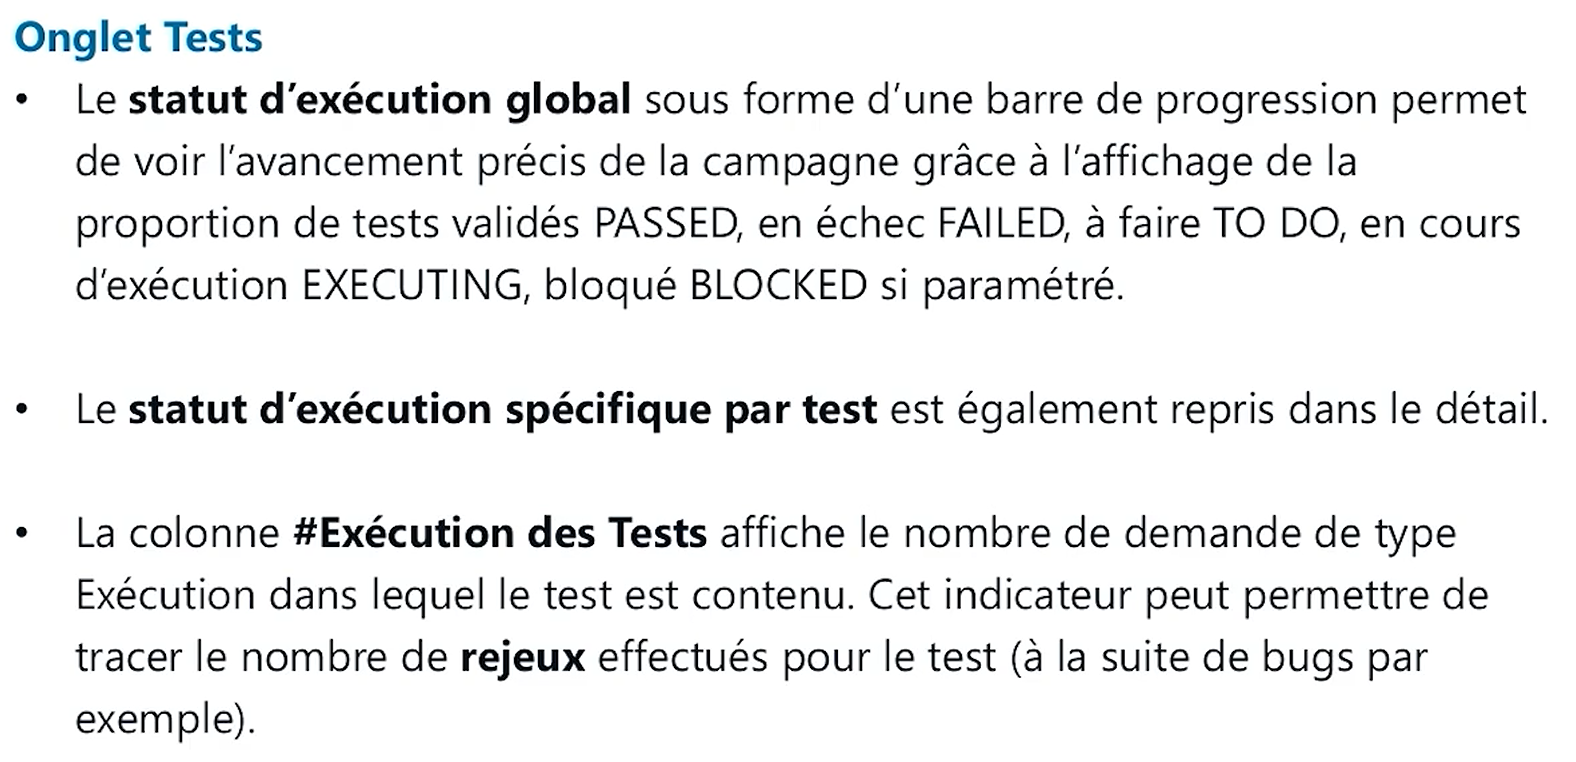 Onglet Tests
• Le statut d’exécution global sous forme d’une barre de progression permet
de voir l’avancement précis de la campagne grâce à l’affichage de la
proportion de tests validés PASSED, en échec FAILED, à faire TO DO, en cours
d’exécution EXECUTING, bloqué BLOCKED si paramétré.
• Le statut d’exécution spécifique par test est également repris dans le détail.
• La colonne #Exécution des Tests affiche le nombre de demande de type
Exécution dans lequel le test est contenu. Cet indicateur peut permettre de
tracer le nombre de rejeux effectués pour le test (à la suite de bugs par
exemple).